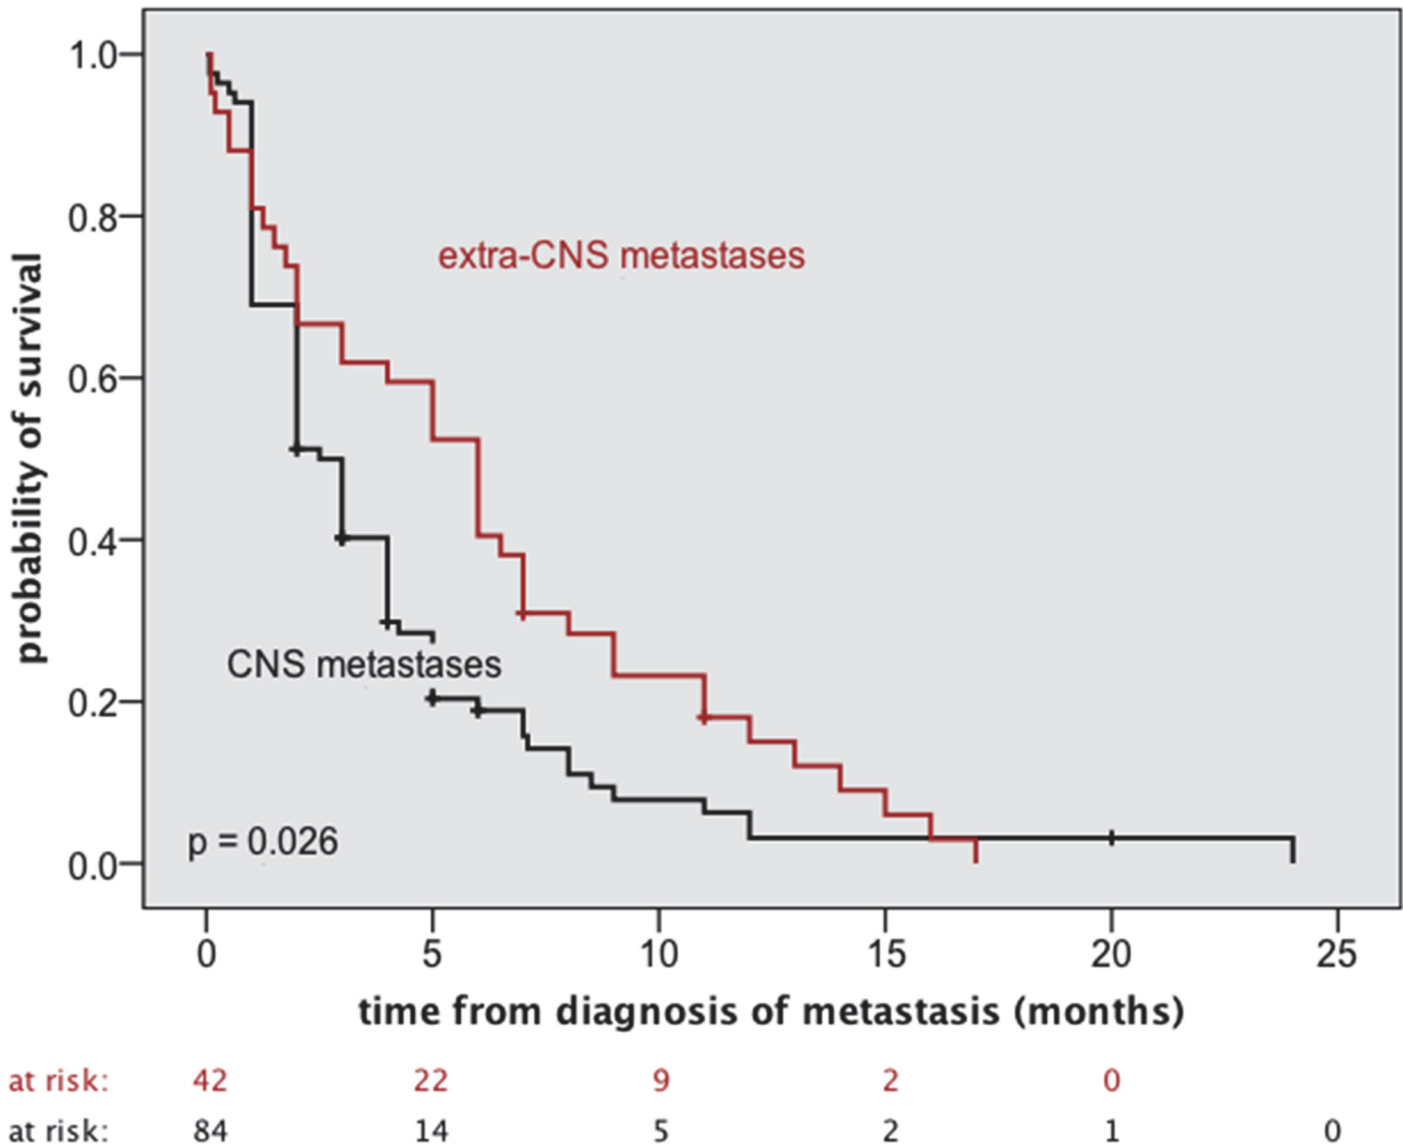 probability of survival
1.0
0.8
0.6
0.4
0.2
0.0
extra-CNS metastases
CNS metastases
p = 0.026
0 5 10 15 20 25
time from diagnosis of metastasis (months)
at risk: 42 22 9 2 0
at risk: 84 14 5 2 1 0